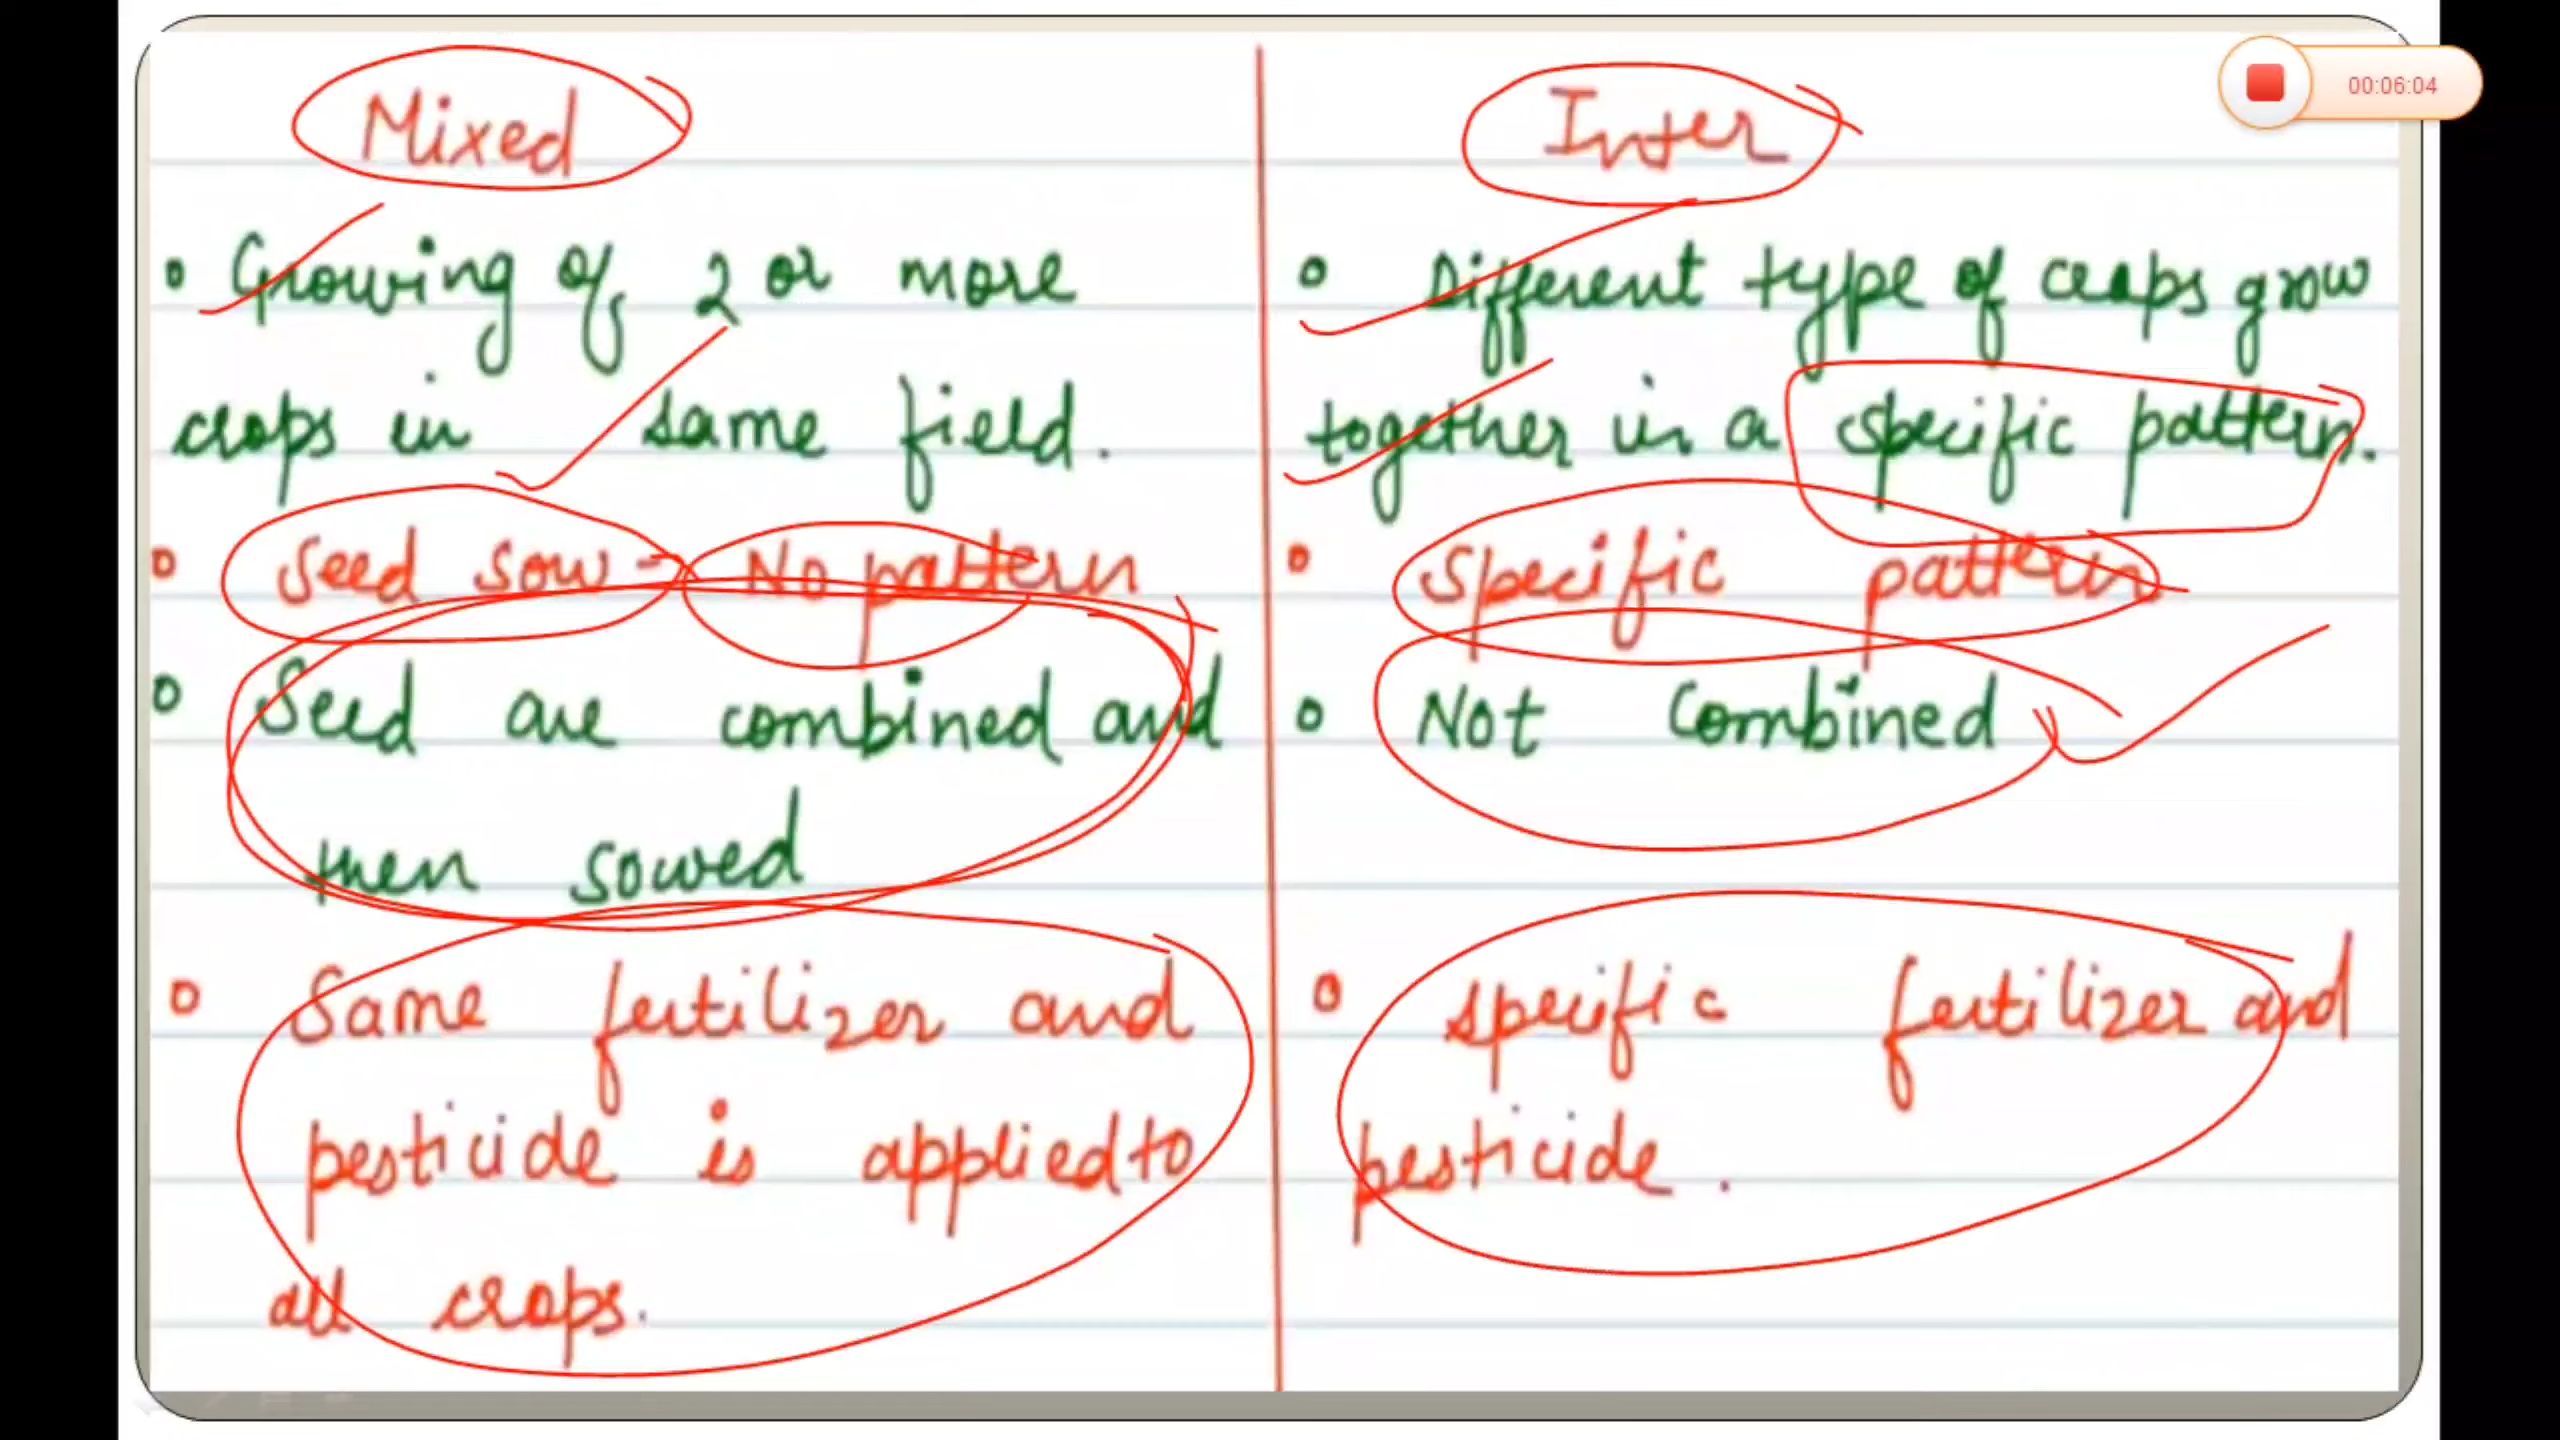 Mixed
• Growing of 2 or more
crops in same field.
• Seed sow - No pattern
• Seed are combined and
then sowed
• Same fertilizer and
pesticide is applied to
all crops.
Inter
• Different type of crops grow
together in a specific pattern.
• Specific pattern
• Not Combined
• specific fertilizer and
pesticide.
00:06:04